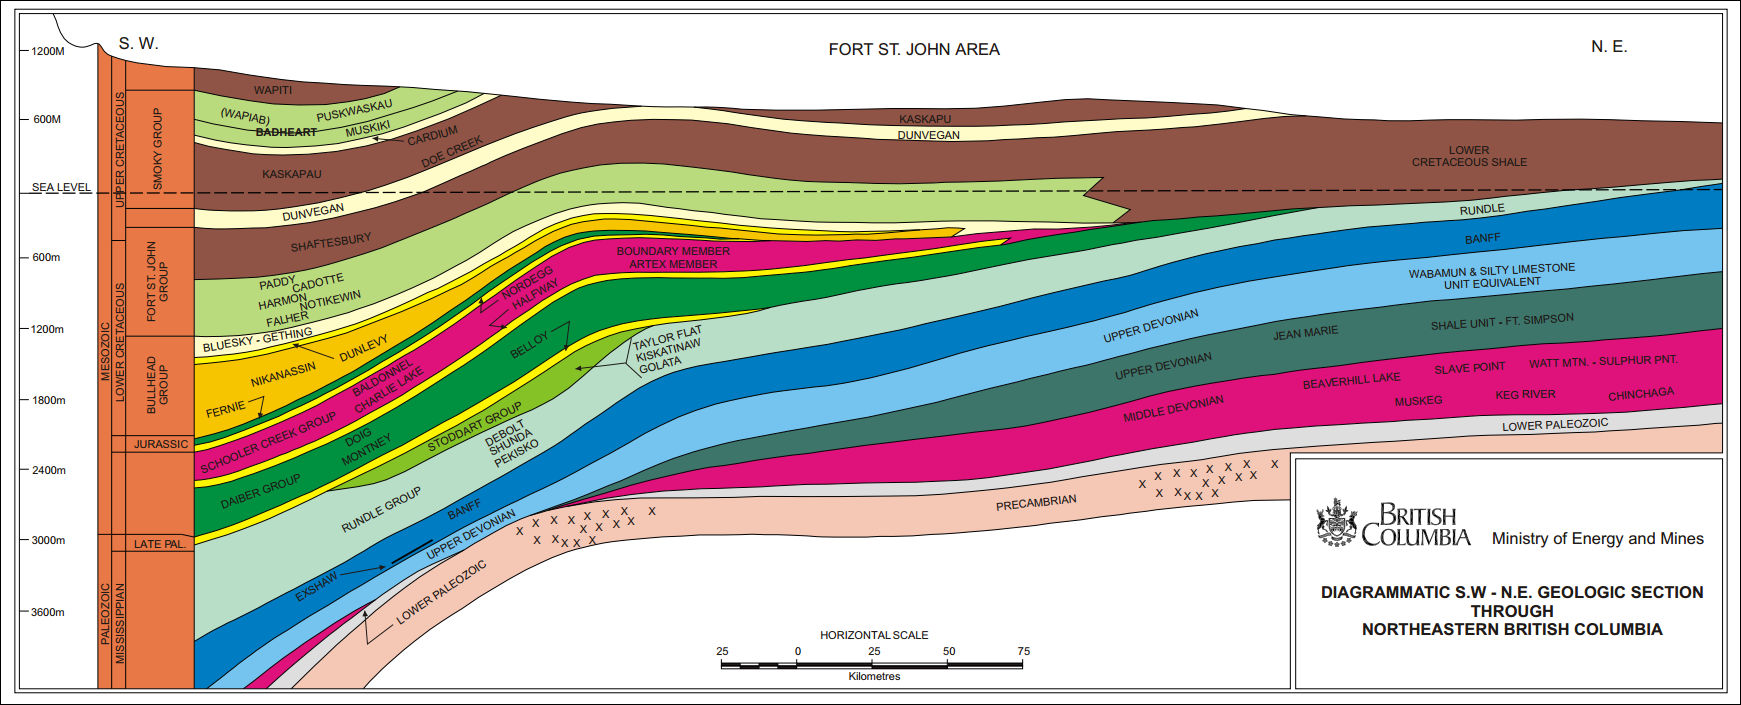 S. W.
FORT ST. JOHN AREA
N. E.
1200M
600M
SEA LEVEL
600m
1200m
1800m
2400m
3000m
3600m
MESOZOIC
PALEOZOIC
UPPER CRETACEOUS
LOWER CRETACEOUS
MISSISSIPPIAN
SMOKY GROUP
FORT ST. JOHN
GROUP
BULLHEAD
GROUP
JURASSIC
LATE PAL.
WAPITI
(WAPIAB)
PUSKWASKAU
BADHEART
MUSKIKI
CARDIUM
DOE CREEK
KASKAPAU
DUNVEGAN
SHAFTESBURY
PADDY
CADOTTE
HARMON
NOTIKEWIN
FALHER
BLUESKY - GETHING
DUNLEVY
NIKANASSIN
FERNIE
BALDONNEL
CHARLIE LAKE
SCHOOLER CREEK GROUP
NORDEGG
HALFWAY
DOIG
MONTNEY
DAIBER GROUP
BELLOY
STODDART GROUP
TAYLOR FLAT
KISKATINAW
GOLATA
DEBOLT
SHUNDA
PEKISKO
RUNDLE GROUP
BANFF
EXSHAW
UPPER DEVONIAN
LOWER PALEOZOIC
KASKAPU
DUNVEGAN
BOUNDARY MEMBER
ARTEX MEMBER
LOWER
CRETACEOUS SHALE
RUNDLE
BANFF
WABAMUN & SILTY LIMESTONE
UNIT EQUIVALENT
UPPER DEVONIAN
JEAN MARIE
SHALE UNIT - FT. SIMPSON
UPPER DEVONIAN
MIDDLE DEVONIAN
BEAVERHILL LAKE
SLAVE POINT
WATT MTN. - SULPHUR PNT.
MUSKEG
KEG RIVER
CHINCHAGA
LOWER PALEOZOIC
PRECAMBRIAN
HORIZONTAL SCALE
25 0 25 50 75
Kilometres
BRITISH
COLUMBIA
Ministry of Energy and Mines
DIAGRAMMATIC S.W - N.E. GEOLOGIC SECTION
THROUGH
NORTHEASTERN BRITISH COLUMBIA